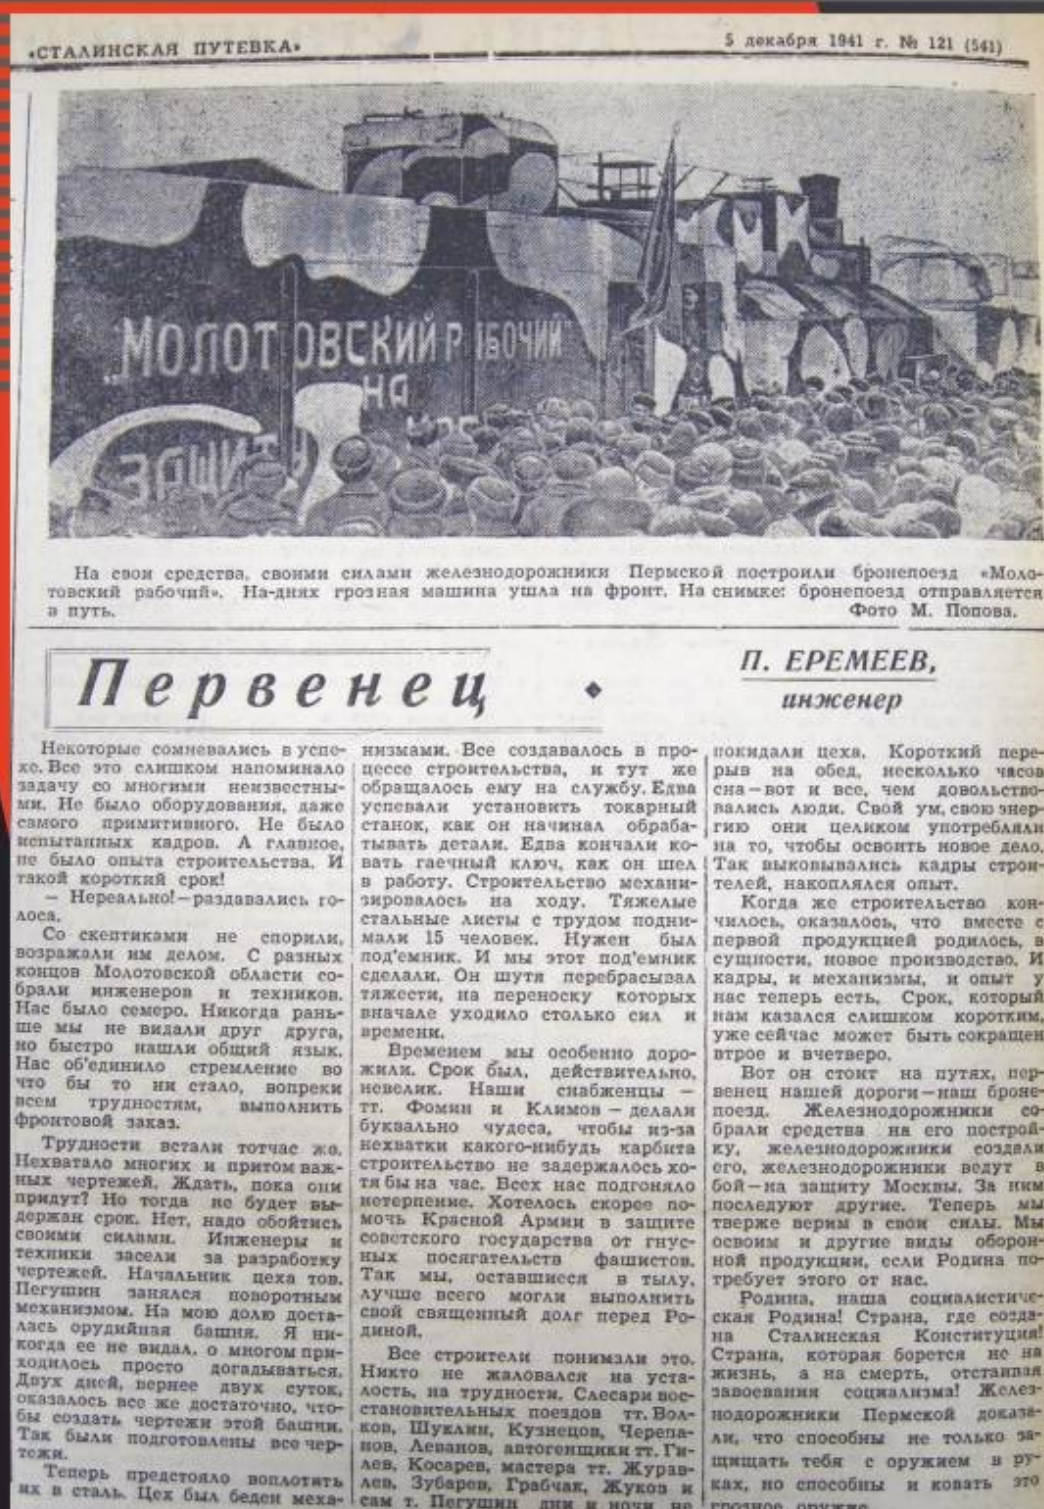 «СТАЛИНСКАЯ ПУТЕВКА»
5 декабря 1941 г. № 121 (541)
„МОЛОТОВСКИЙ РАБОЧИЙ"
НА
ЗАЩИТУ
На свои средства, своими силами железнодорожники Пермской построили бронепоезд «Моло-
товский рабочий». На-днях грозная машина ушла на фронт. На снимке: бронепоезд отправляется
в путь.
Фото М. Попова.
Первенец
П. ЕРЕМЕЕВ,
инженер
Некоторые сомневались в успе-
хе. Все это слишком напоминало
задачу со многими неизвестны-
ми. Не было оборудования, даже
самого примитивного. Не было
испытанных кадров. А главное,
не было опыта строительства. И
такой короткий срок!
— Нереально!—раздавались го-
лоса.
Со скептиками не спорили,
возражали им делом. С разных
концов Молотовской области со-
брали инженеров и техников.
Нас было семеро. Никогда рань-
ше мы не видали друг друга,
но быстро нашли общий язык.
Нас об'единило стремление во
что бы то ни стало, вопреки
всем трудностям, выполнить
фронтовой заказ.
Трудности встали тотчас же.
Нехватало многих и притом важ-
ных чертежей. Ждать, пока они
придут? Но тогда не будет вы-
держан срок. Нет, надо обойтись
своими силами. Инженеры и
техники засели за разработку
чертежей. Начальник цеха тов.
Пегушин занялся поворотным
механизмом. На мою долю доста-
лась орудийная башня. Я ни-
когда ее не видал, о многом при-
ходилось просто догадываться.
Двух дней, вернее двух суток,
оказалось все же достаточно, что-
бы создать чертежи этой башни.
Так были подготовлены все чер-
тежи.
Теперь предстояло воплотить
их в сталь. Цех был беден меха-
низмами. Все создавалось в про-
цессе строительства, и тут же
обращалось ему на службу. Едва
успевали установить токарный
станок, как он начинал обраба-
тывать детали. Едва кончали ко-
вать гаечный ключ, как он шел
в работу. Строительство механи-
зировалось на ходу. Тяжелые
стальные листы с трудом подни-
мали 15 человек. Нужен был
под'емник. И мы этот под'емник
сделали. Он шутя перебрасывал
тяжести, на переноску которых
вначале уходило столько сил и
времени.
Временем мы особенно доро-
жили. Срок был, действительно,
невелик. Наши снабженцы —
тт. Фомин и Климов — делали
буквально чудеса, чтобы из-за
нехватки какого-нибудь карбита
строительство не задержалось хо-
тя бы на час. Всех нас подгоняло
нетерпение. Хотелось скорее по-
мочь Красной Армии в защите
советского государства от гнус-
ных посягательств фашистов.
Так мы, оставшиеся в тылу,
лучше всего могли выполнить
свой священный долг перед Ро-
диной.
Все строители понимали это.
Никто не жаловался на уста-
лость, на трудности. Слесари вос-
становительных поездов тт. Вол-
ков, Шуклин, Кузнецов, Черепа-
нов, Леванов, автогенщики тт. Ги-
лев, Косарев, мастера тт. Журав-
лев, Зубарев, Грабчак, Жуков и
сам т. Пегушин дни и ночи не
покидали цеха. Короткий пере-
рыв на обед, несколько часов
сна—вот и все, чем довольство-
вались люди. Свой ум, свою энер-
гию они целиком употребляли
на то, чтобы освоить новое дело.
Так выковывались кадры строи-
телей, накоплялся опыт.
Когда же строительство кон-
чилось, оказалось, что вместе с
первой продукцией родилось, в
сущности, новое производство. И
кадры, и механизмы, и опыт у
нас теперь есть. Срок, который
нам казался слишком коротким,
уже сейчас может быть сокращен
втрое и вчетверо.
Вот он стоит на путях, пер-
венец нашей дороги—наш броне-
поезд. Железнодорожники со-
брали средства на его построй-
ку, железнодорожники создали
его, железнодорожники ведут в
бой—на защиту Москвы. За ним
последуют другие. Теперь мы
тверже верим в свои силы. Мы
освоим и другие виды оборон-
ной продукции, если Родина по-
требует этого от нас.
Родина, наша социалистиче-
ская Родина! Страна, где созда-
на Сталинская Конституция!
Страна, которая борется не на
жизнь, а на смерть, отстаивая
завоевания социализма! Желез-
нодорожники Пермской доказа-
ли, что способны не только за-
щищать тебя с оружием в ру-
ках, но способны и ковать это
грозное оружие.